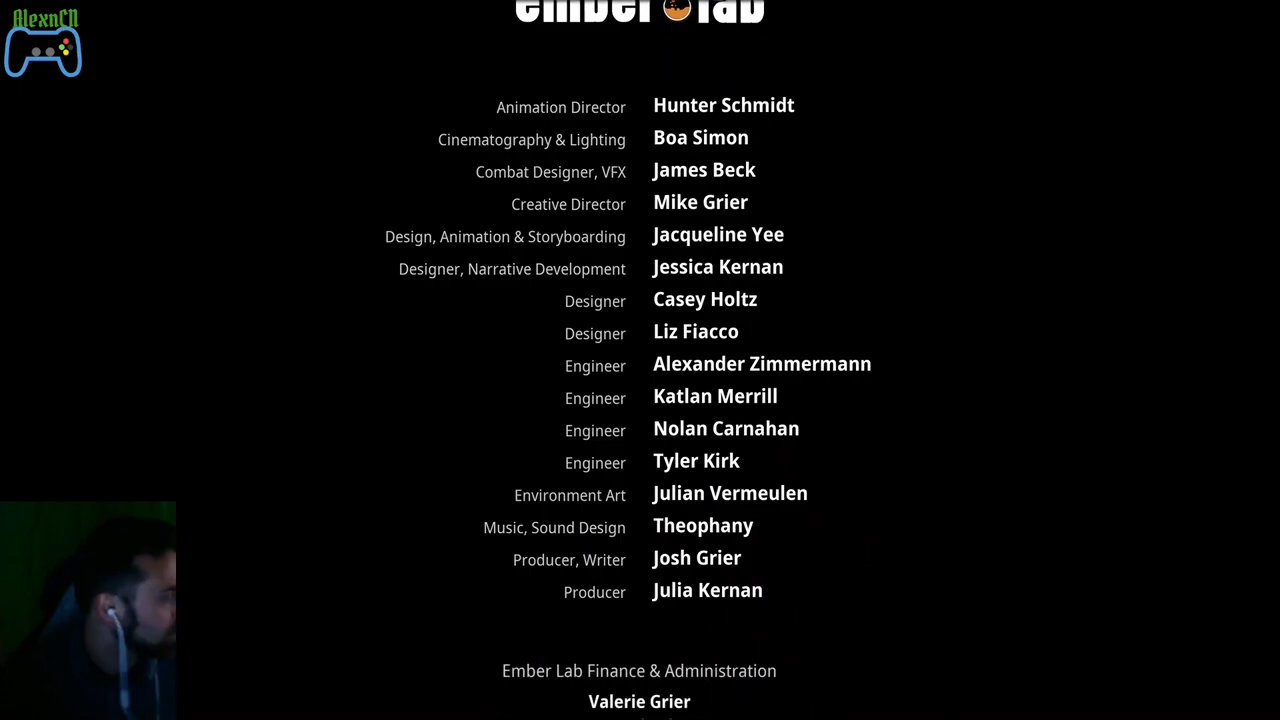 AlexnCN
ember lab
Animation Director Hunter Schmidt
Cinematography & Lighting Boa Simon
Combat Designer, VFX James Beck
Creative Director Mike Grier
Design, Animation & Storyboarding Jacqueline Yee
Designer, Narrative Development Jessica Kernan
Designer Casey Holtz
Designer Liz Fiacco
Engineer Alexander Zimmermann
Engineer Katlan Merrill
Engineer Nolan Carnahan
Engineer Tyler Kirk
Environment Art Julian Vermeulen
Music, Sound Design Theophany
Producer, Writer Josh Grier
Producer Julia Kernan
Ember Lab Finance & Administration
Valerie Grier